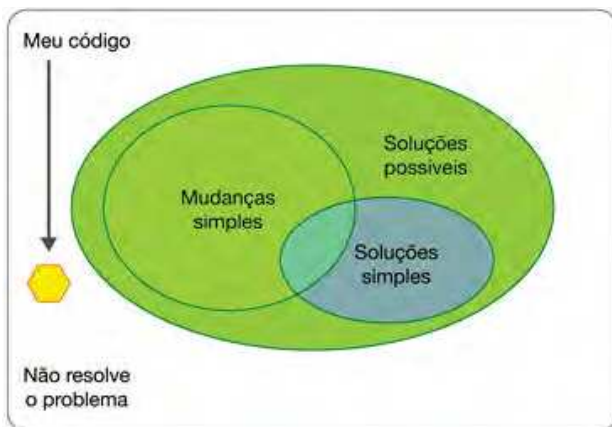 Meu código
Soluções
possíveis
Mudanças
simples
Soluções
simples
Não resolve
o problema